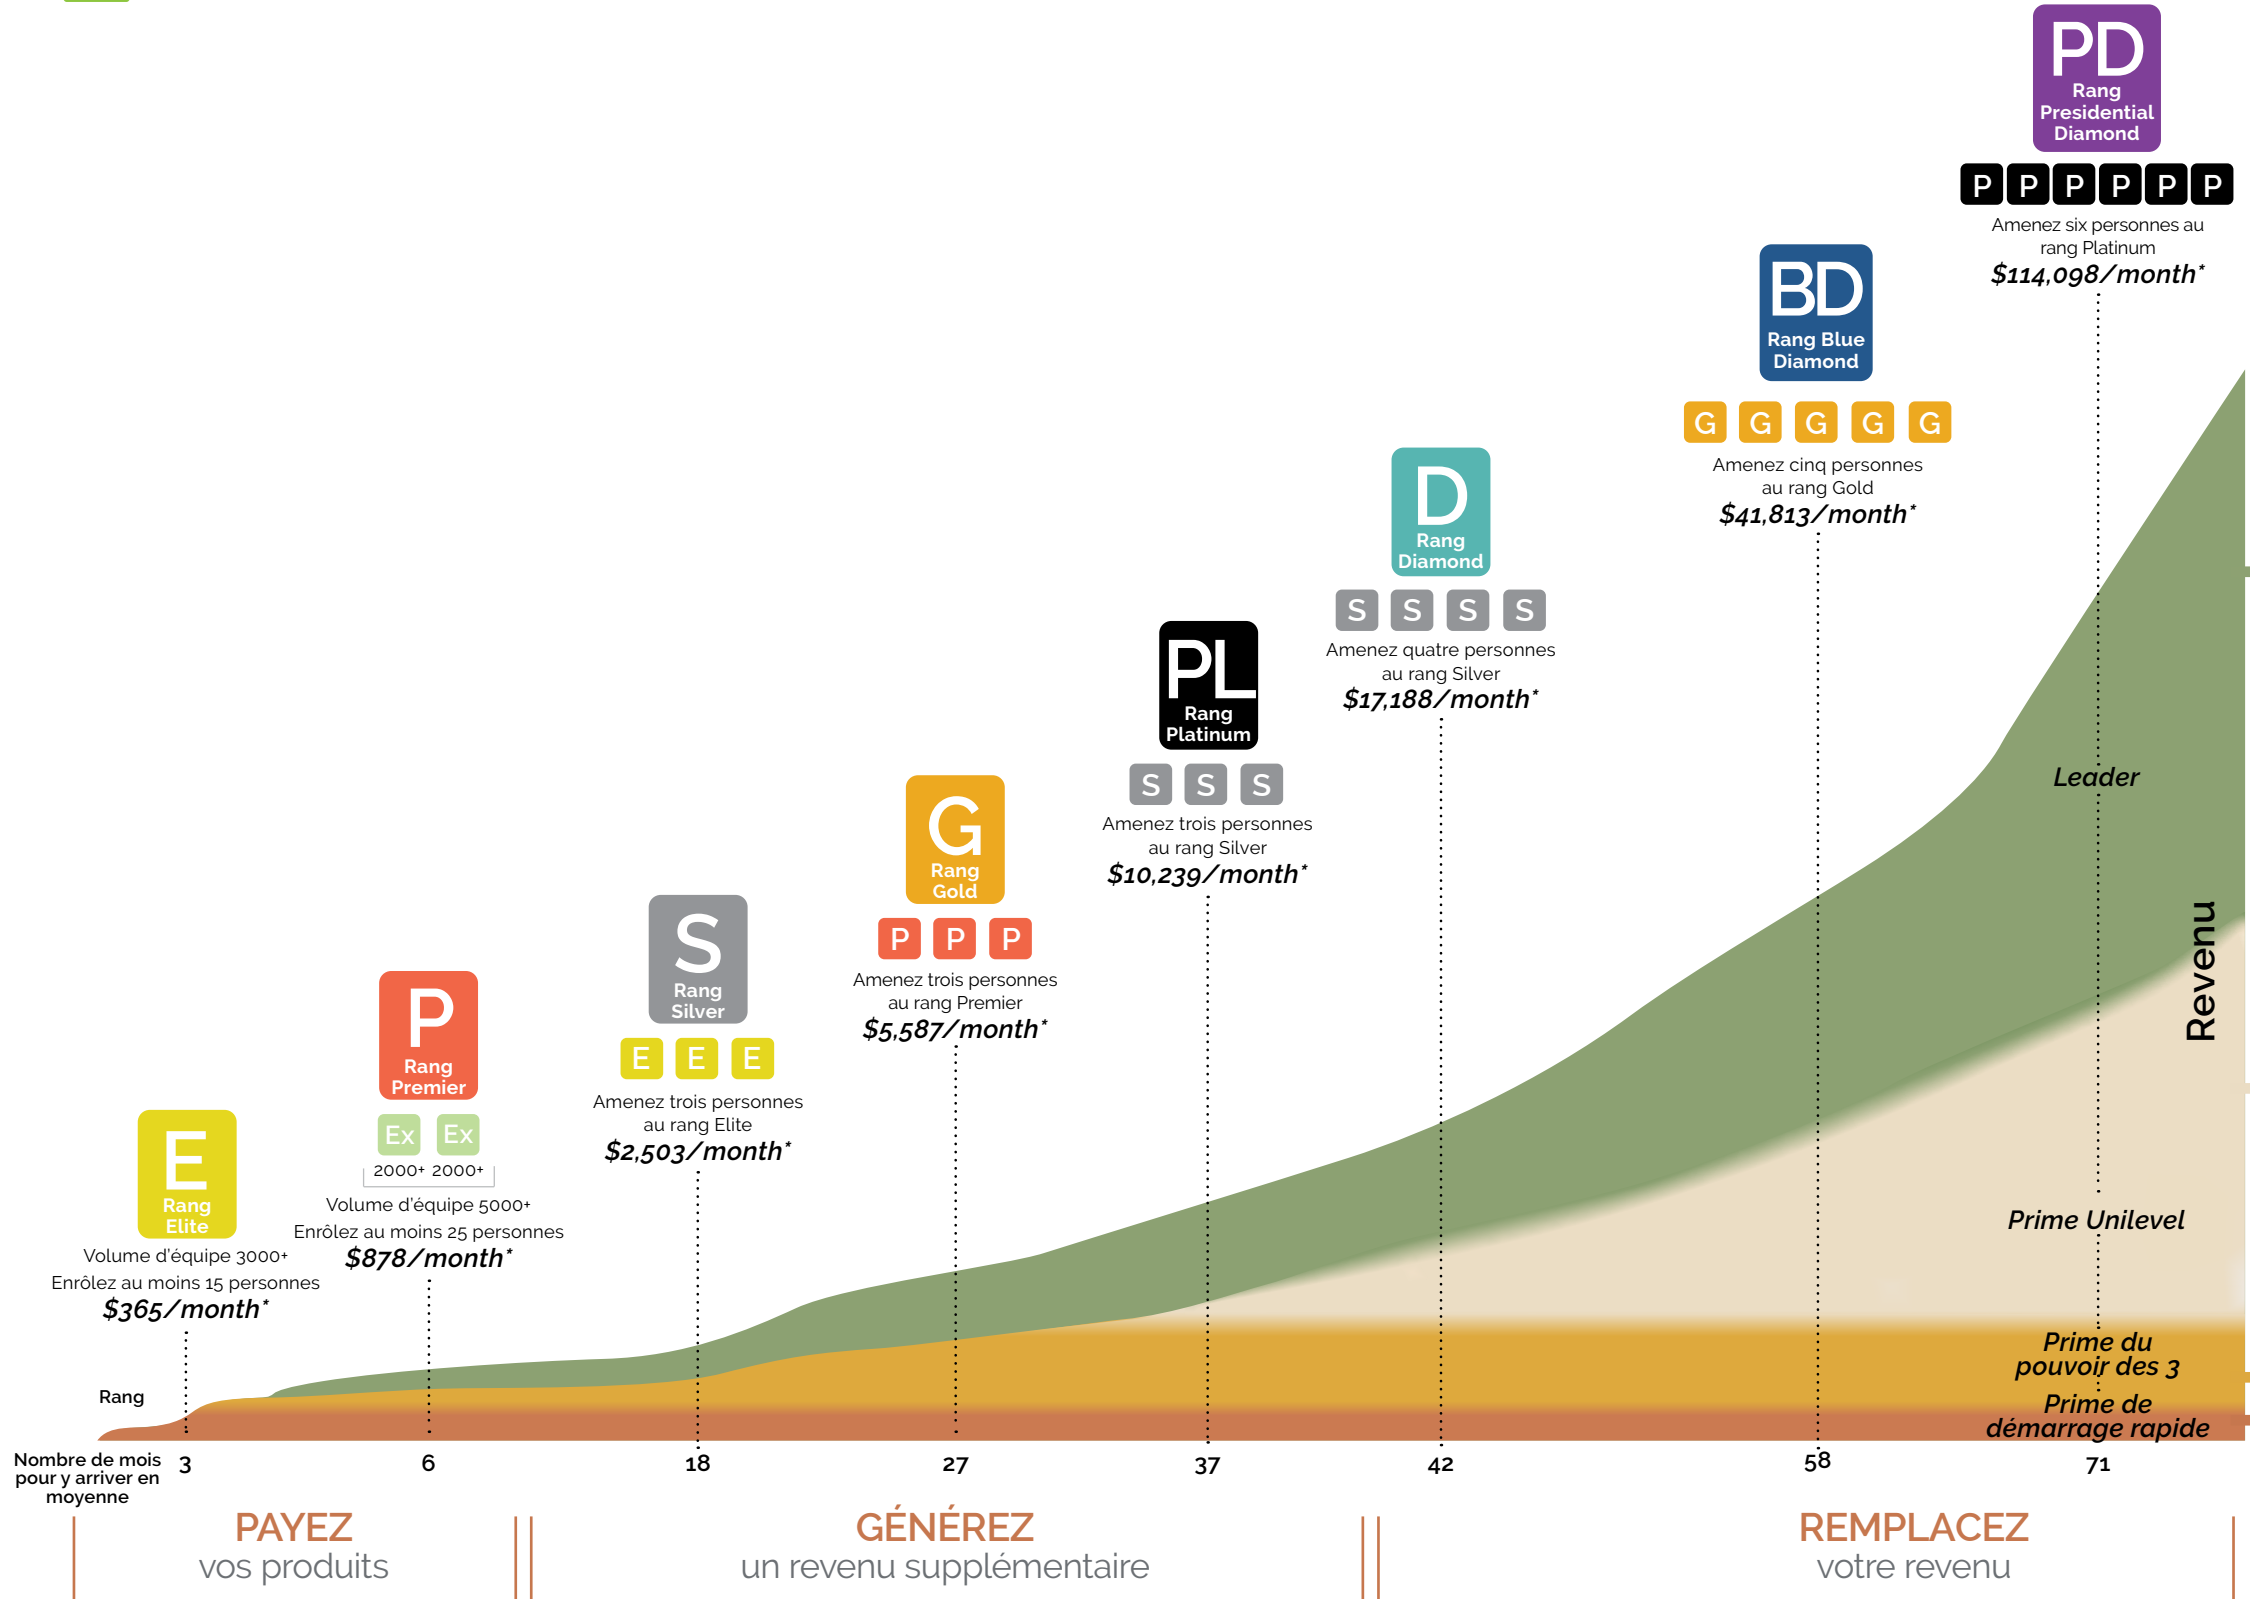 E
Rang
Elite
Volume d'équipe 3000+
Enrôlez au moins 15 personnes
$365/month*
P
Rang
Premier
Ex Ex
2000+ 2000+
Volume d'équipe 5000+
Enrôlez au moins 25 personnes
$878/month*
S
Rang
Silver
E E E
Amenez trois personnes
au rang Elite
$2,503/month*
G
Rang
Gold
P P P
Amenez trois personnes
au rang Premier
$5,587/month*
PL
Rang
Platinum
S S S
Amenez trois personnes
au rang Silver
$10,239/month*
D
Rang
Diamond
S S S S
Amenez quatre personnes
au rang Silver
$17,188/month*
BD
Rang Blue
Diamond
G G G G G
Amenez cinq personnes
au rang Gold
$41,813/month*
PD
Rang
Presidential
Diamond
P P P P P P
Amenez six personnes au
rang Platinum
$114,098/month*
Leader
Revenu
Prime Unilevel
Prime du
pouvoir des 3
Prime de
démarrage rapide
Rang
Nombre de mois
pour y arriver en
moyenne
3 6 18 27 37 42 58 71
PAYEZ
vos produits
GÉNÉREZ
un revenu supplémentaire
REMPLACEZ
votre revenu